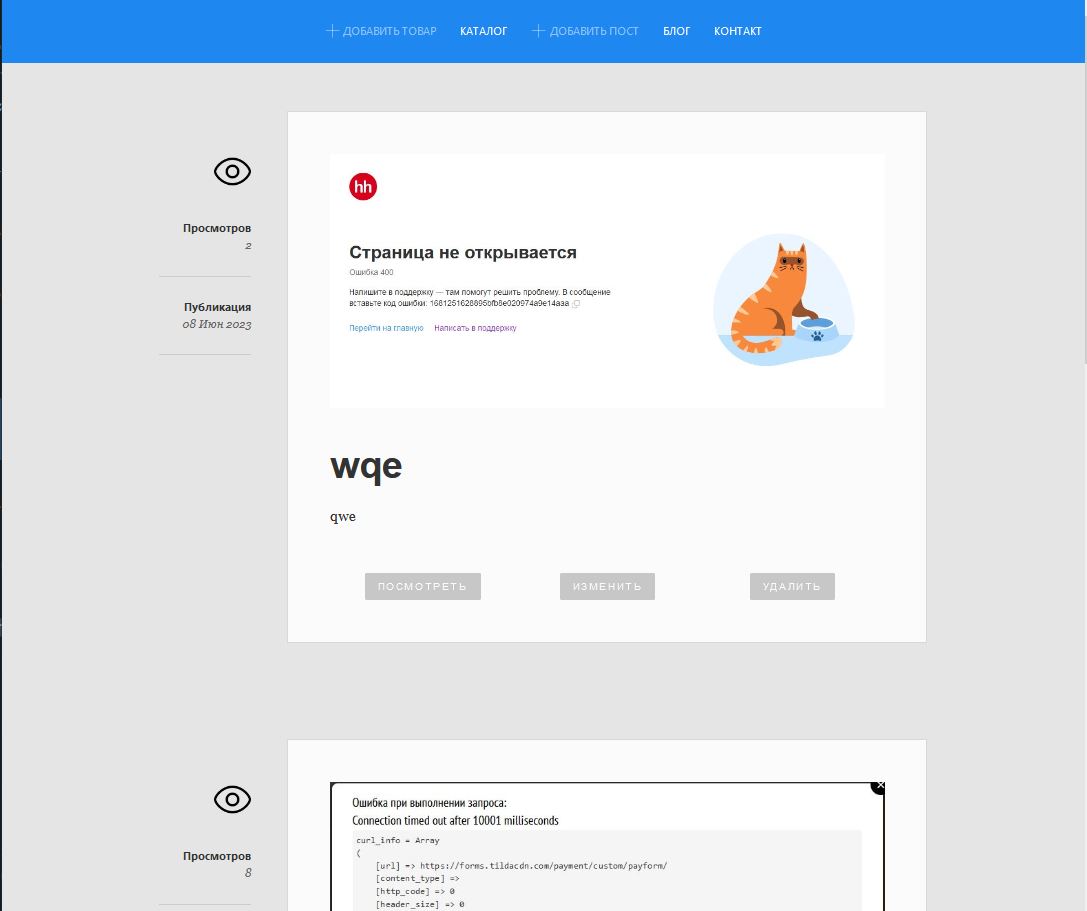 ДОБАВИТЬ ТОВАР КАТАЛОГ ДОБАВИТЬ ПОСТ БЛОГ КОНТАКТ
Просмотров
2
Публикация
08 Июн 2023
hh
Страница не открывается
Ошибка 400
Напишите в поддержку — там помогут решить проблему. В сообщение
вставьте код ошибки: 1681251628895bfb8e020974a9e14aaa
Перейти на главную Написать в поддержку
wqe
qwe
ПОСМОТРЕТЬ ИЗМЕНИТЬ УДАЛИТЬ
Просмотров
8
Ошибка при выполнении запроса:
Connection timed out after 10001 milliseconds
curl_info = Array
(
[url] => https://forms.tildacdn.com/payment/custom/payform/
[content_type] =>
[http_code] => 0
[header_size] => 0